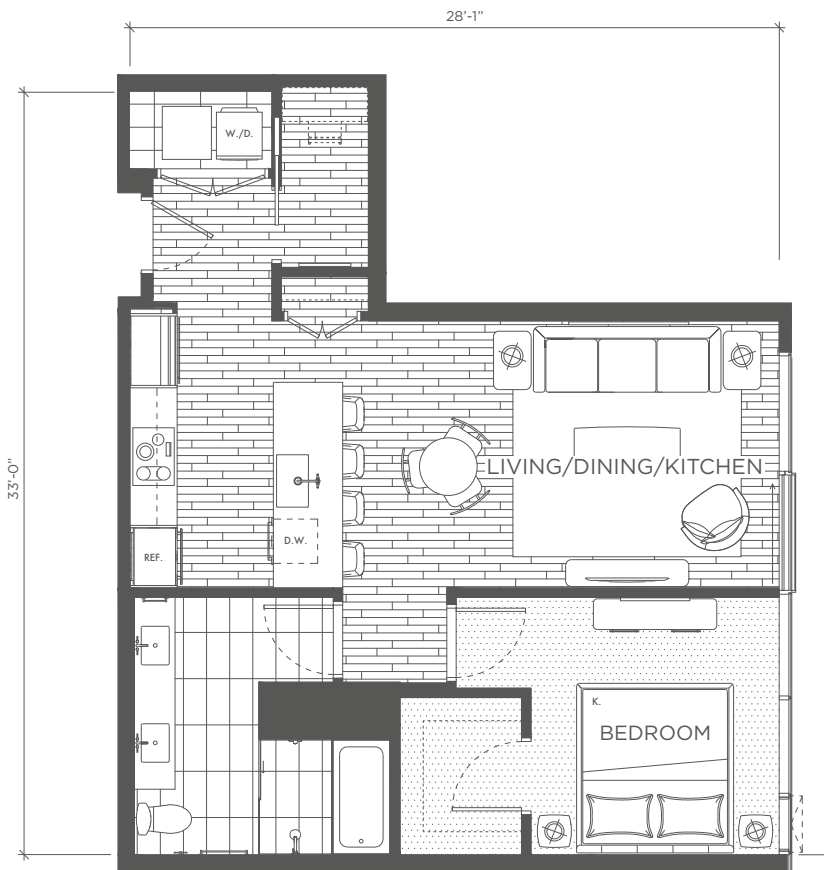 28'-1"
W./D.
33'-0"
LIVING/DINING/KITCHEN
D.W.
REF.
K.
BEDROOM